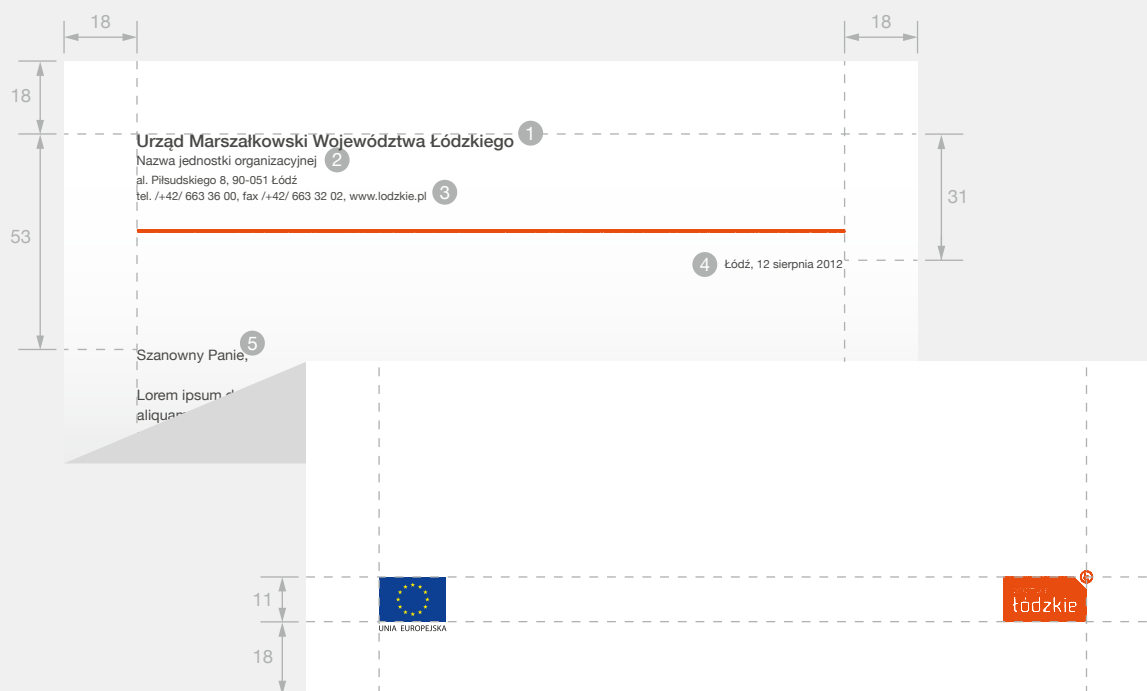 18
18
18
Urząd Marszałkowski Województwa Łódzkiego 1
Nazwa jednostki organizacyjnej 2
al. Piłsudskiego 8, 90-051 Łódź
tel. /+42/ 663 36 00, fax /+42/ 663 32 02, www.lodzkie.pl 3
31
53
4 Łódź, 12 sierpnia 2012
5
Szanowny Panie,
Lorem ipsum
11
łódzkie
UNIA EUROPEJSKA
18